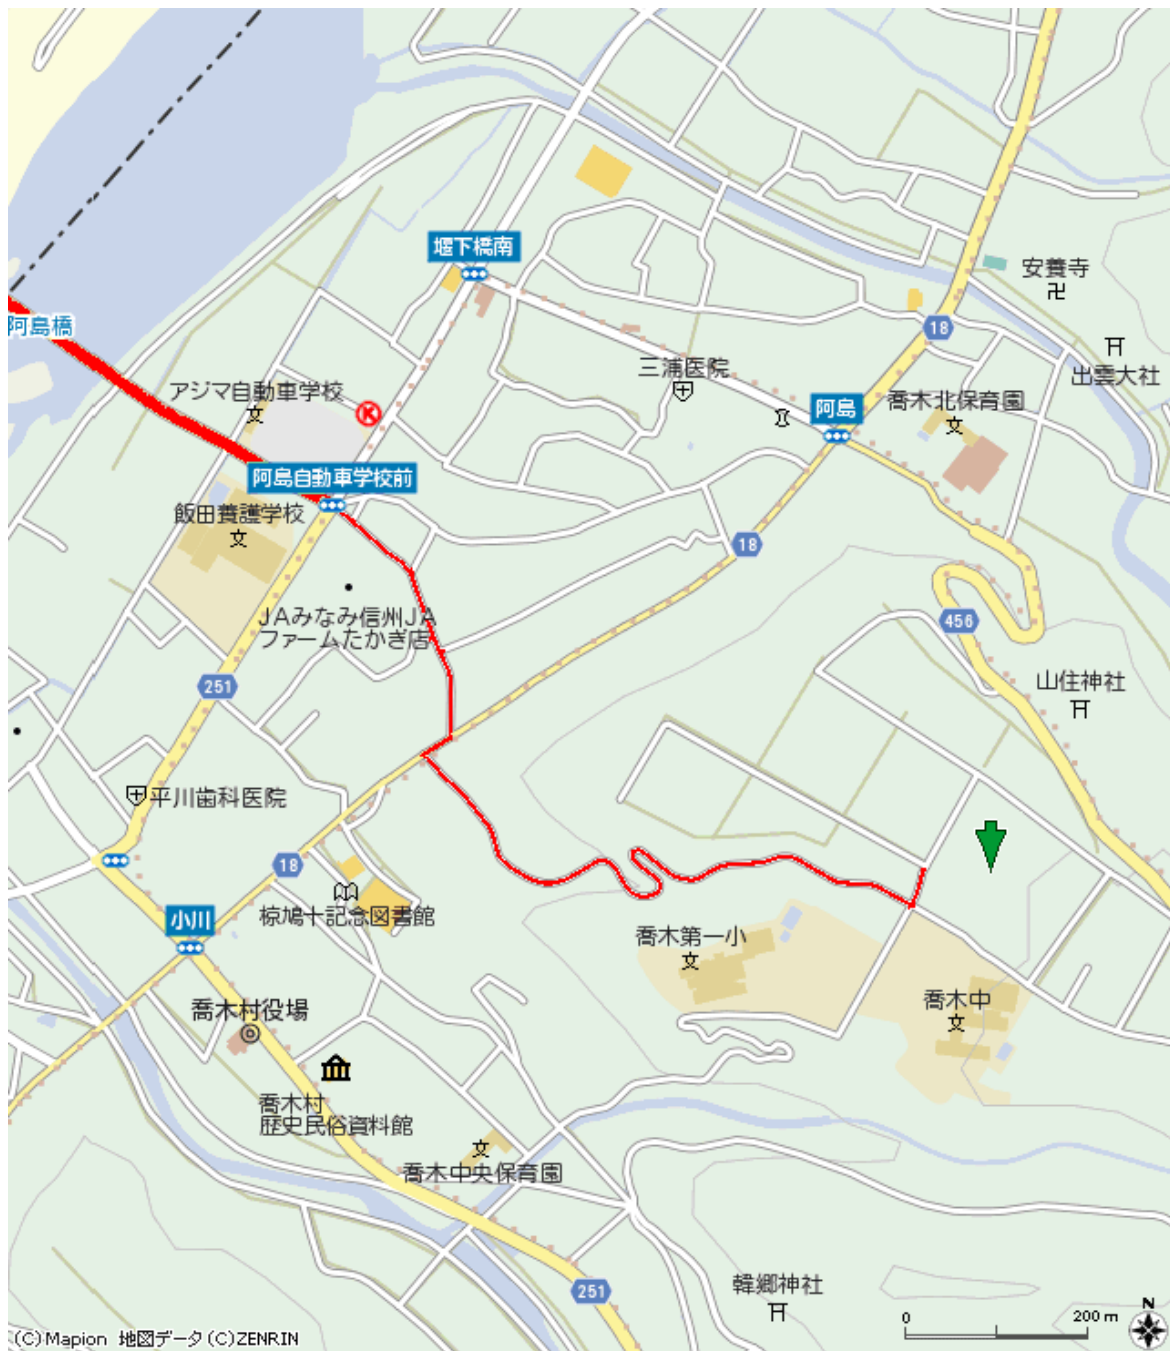 堰下橋南
安養寺
阿島橋
18
出雲大社
三浦医院
アジマ自動車学校
K
阿島
喬木北保育園
阿島自動車学校前
飯田養護学校
18
JAみなみ信州JA
ファームたかぎ店
456
251
山住神社
平川歯科医院
18
椋鳩十記念図書館
小川
喬木第一小
喬木村役場
喬木中
喬木村
歴史民俗資料館
喬木中央保育園
韓郷神社
251
0
200 m
N
(C)Mapion 地図データ (C)ZENRIN